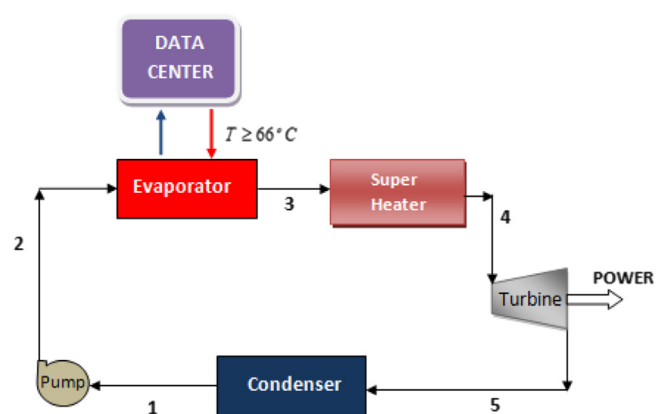 DATA
CENTER
T ≥ 66° C
Evaporator
3
Super
Heater
4
2
POWER
Turbine
Pump
1
Condenser
5